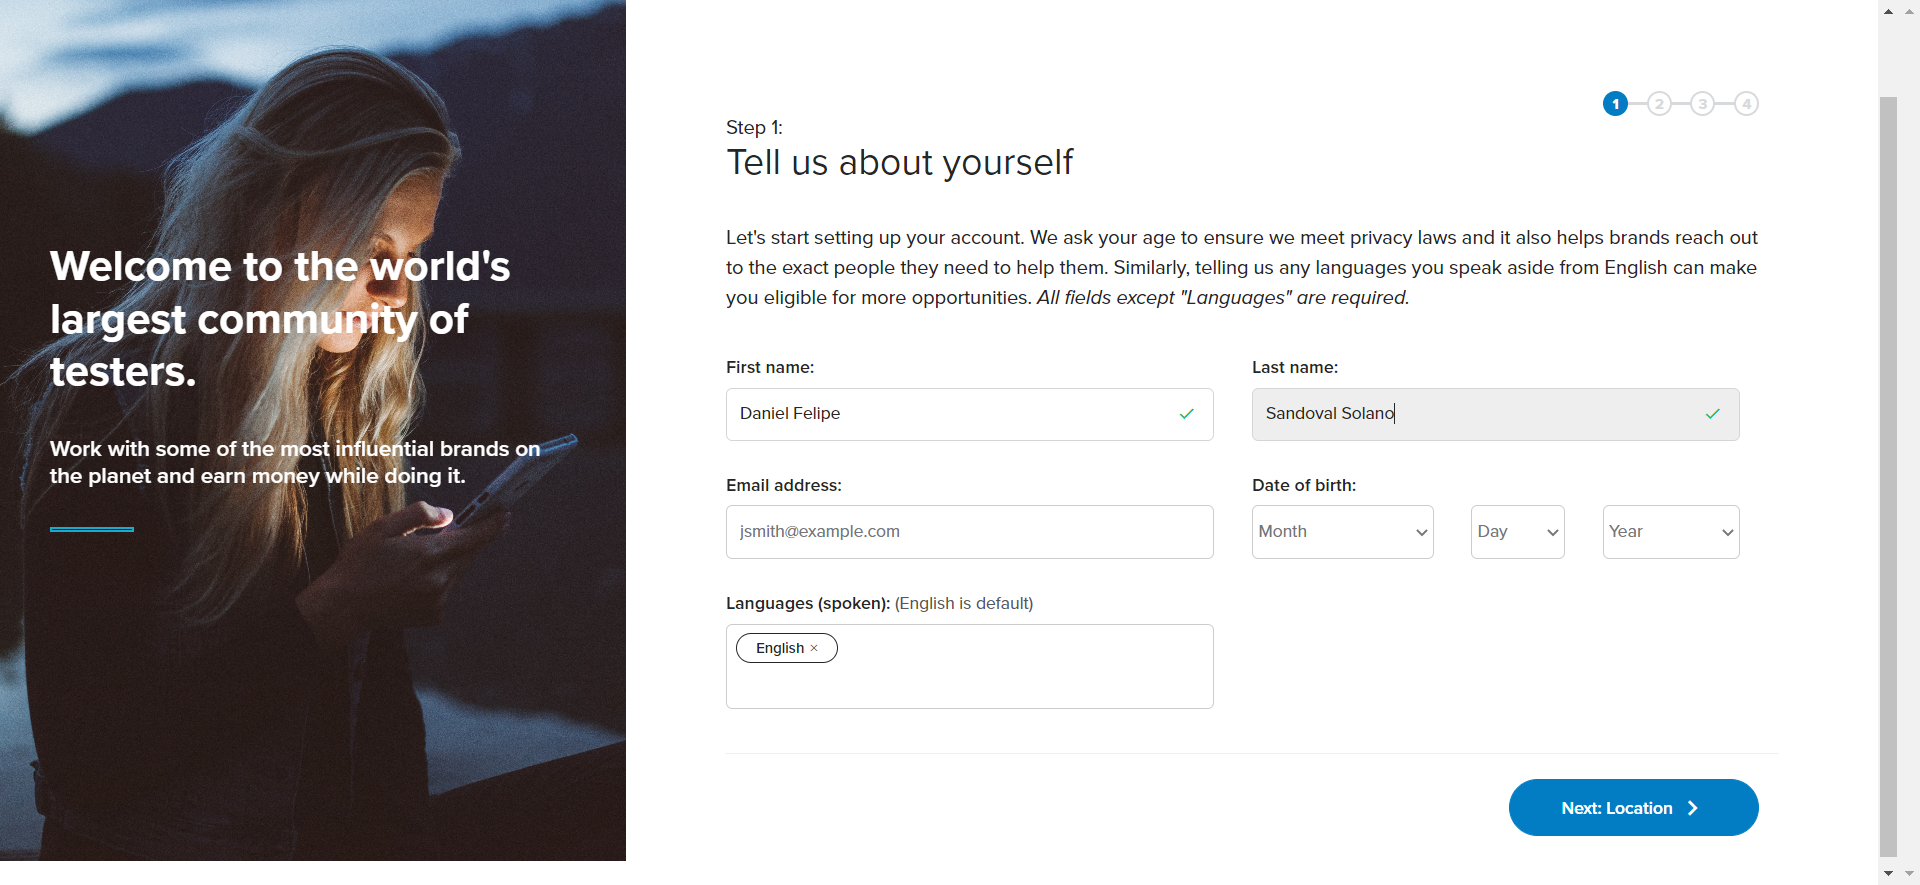 Welcome to the world's
largest community of
testers.
Work with some of the most influential brands on
the planet and earn money while doing it.
1
2
3
4
Step 1:
Tell us about yourself
Let's start setting up your account. We ask your age to ensure we meet privacy laws and it also helps brands reach out
to the exact people they need to help them. Similarly, telling us any languages you speak aside from English can make
you eligible for more opportunities. All fields except "Languages" are required.
First name:
Daniel Felipe
Last name:
Sandoval Solano
Email address:
jsmith@example.com
Date of birth:
Month
Day
Year
Languages (spoken): (English is default)
English ×
Next: Location